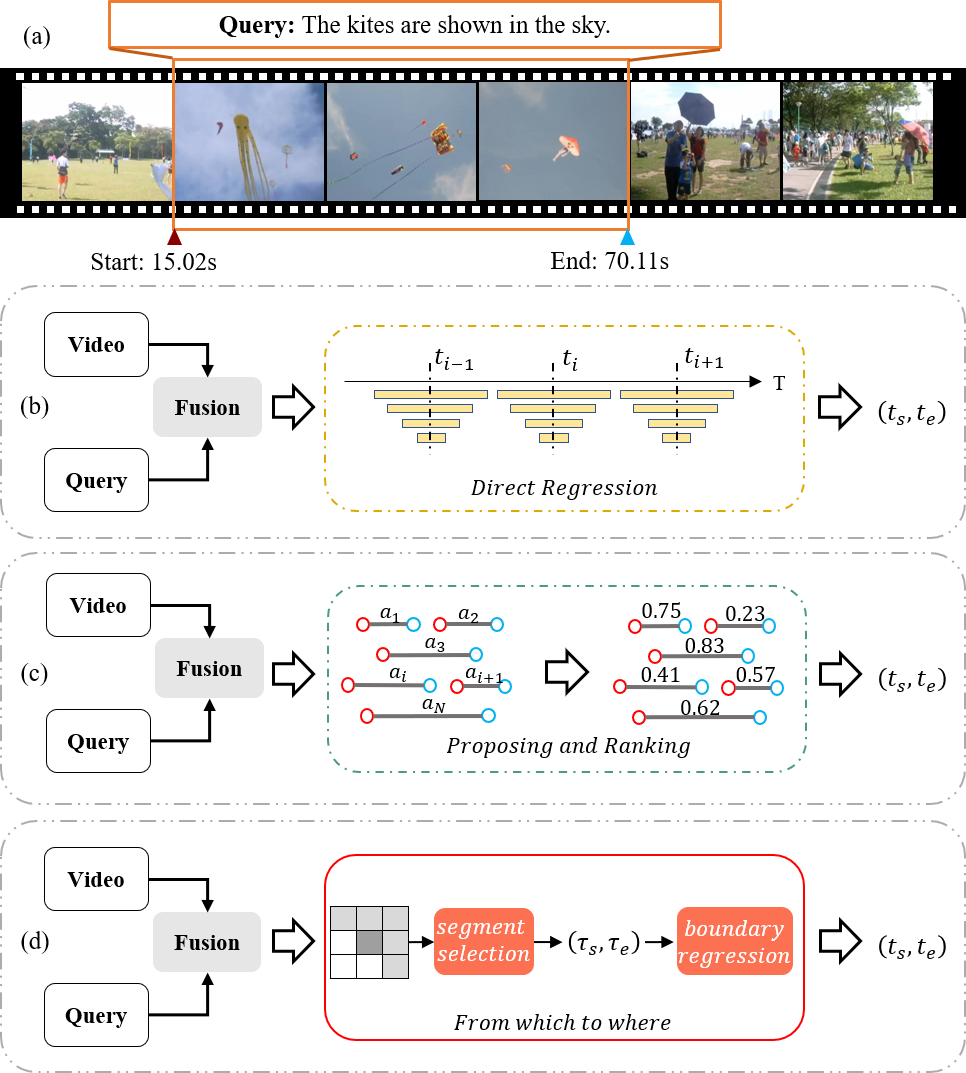 (a)
Query: The kites are shown in the sky.
Start: 15.02s
End: 70.11s
(b)
Video
Query
Fusion
t_{i-1}
t_i
t_{i+1}
T
Direct Regression
(t_s, t_e)
(c)
Video
Query
Fusion
a_1
a_2
a_3
a_i
a_{i+1}
a_N
0.75
0.23
0.83
0.41
0.57
0.62
Proposing and Ranking
(t_s, t_e)
(d)
Video
Query
Fusion
segment
selection
(τ_s, τ_e)
boundary
regression
From which to where
(t_s, t_e)